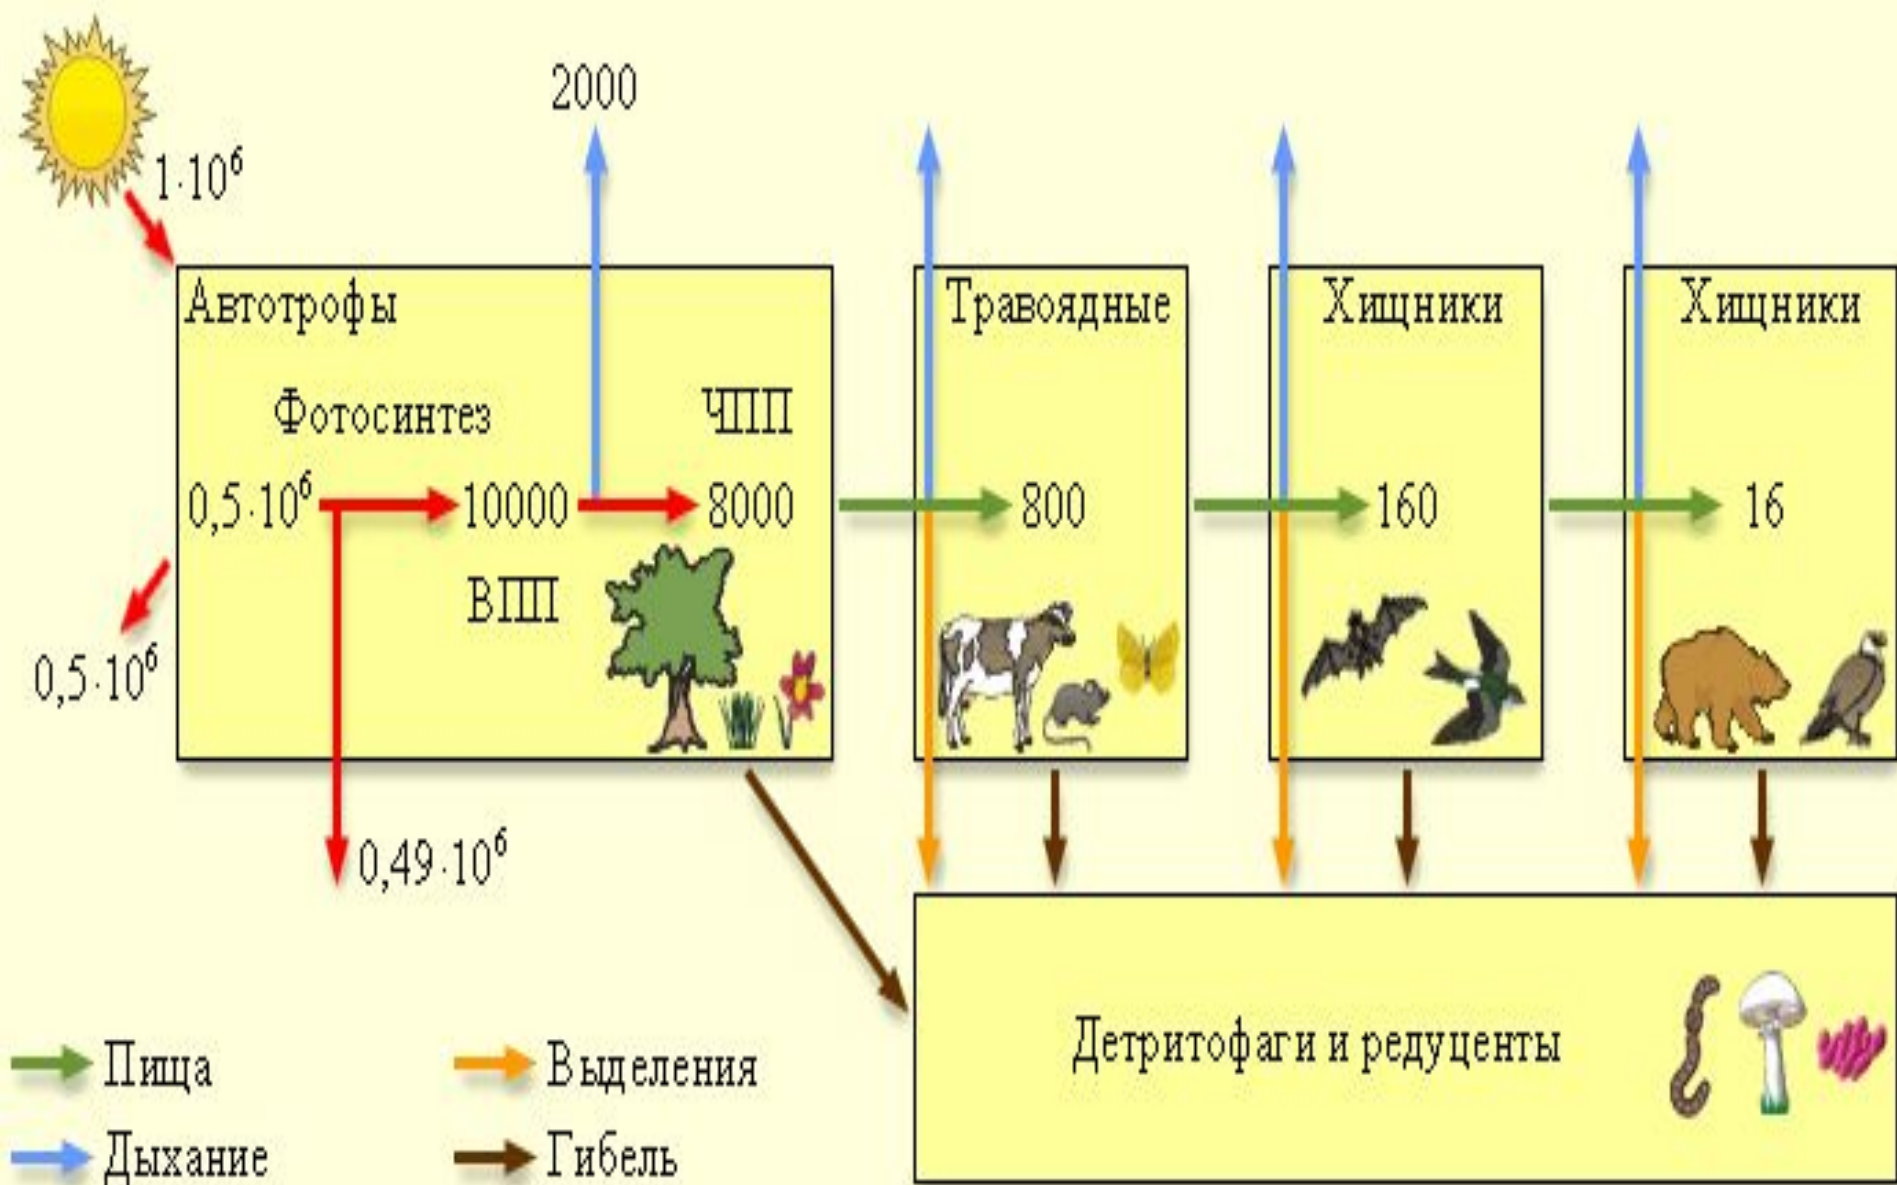 2000
1·10⁶
Автотрофы
Травоядные
Хищники
Хищники
Фотосинтез
ЧПП
0,5·10⁶
10000
8000
800
160
16
ВПП
0,5·10⁶
0,49·10⁶
Детритофаги и редуценты
Пища
Выделения
Дыхание
Гибель